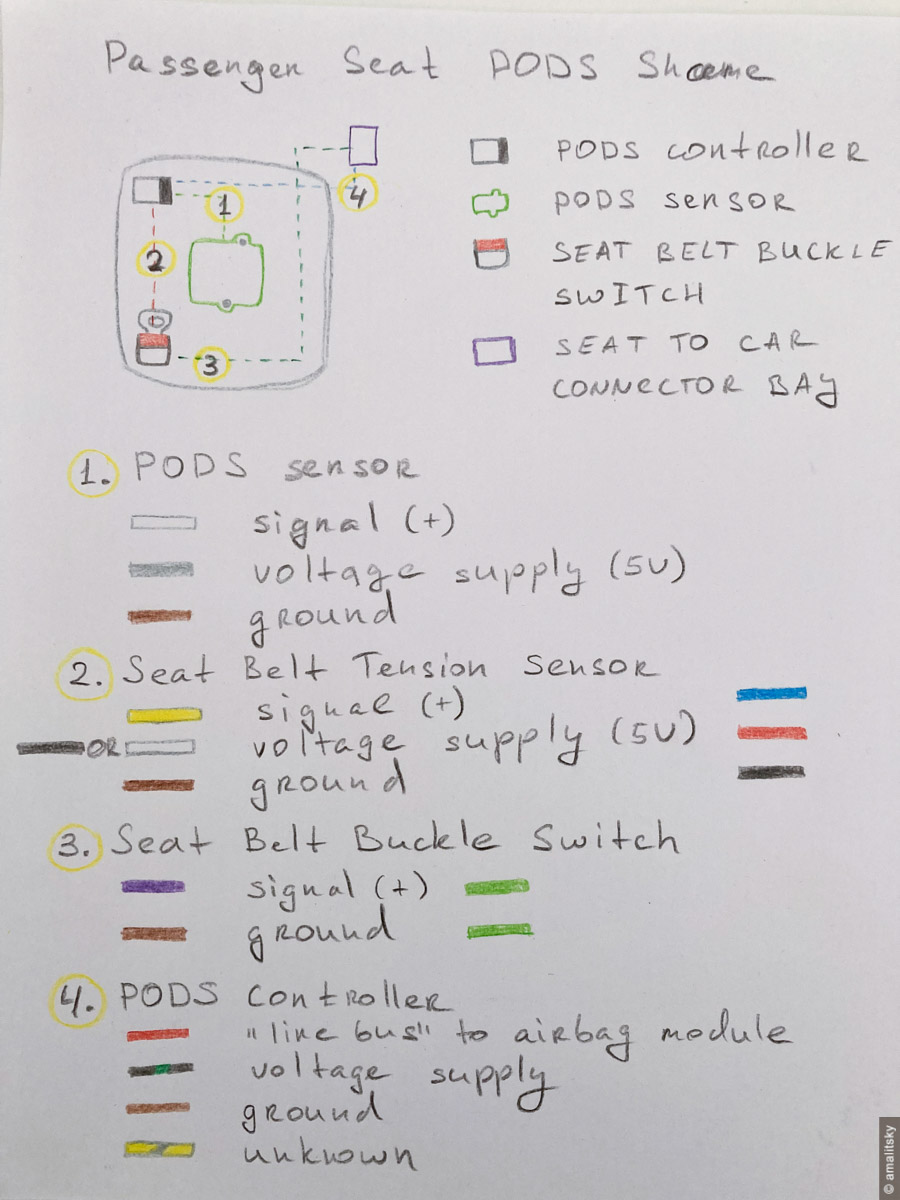 Passenger Seat PODS Sheme
PODS controller
PODS sensor
SEAT BELT BUCKLE
SWITCH
SEAT TO CAR
CONNECTOR BAY
1
2
3
4
1. PODS sensor
signal (+)
voltage supply (5V)
ground
2. Seat Belt Tension Sensor
signal (+)
OR voltage supply (5V)
ground
3. Seat Belt Buckle Switch
signal (+)
ground
4. PODS Controller
"line bus" to airbag module
voltage supply
ground
unknown
© amalitsky